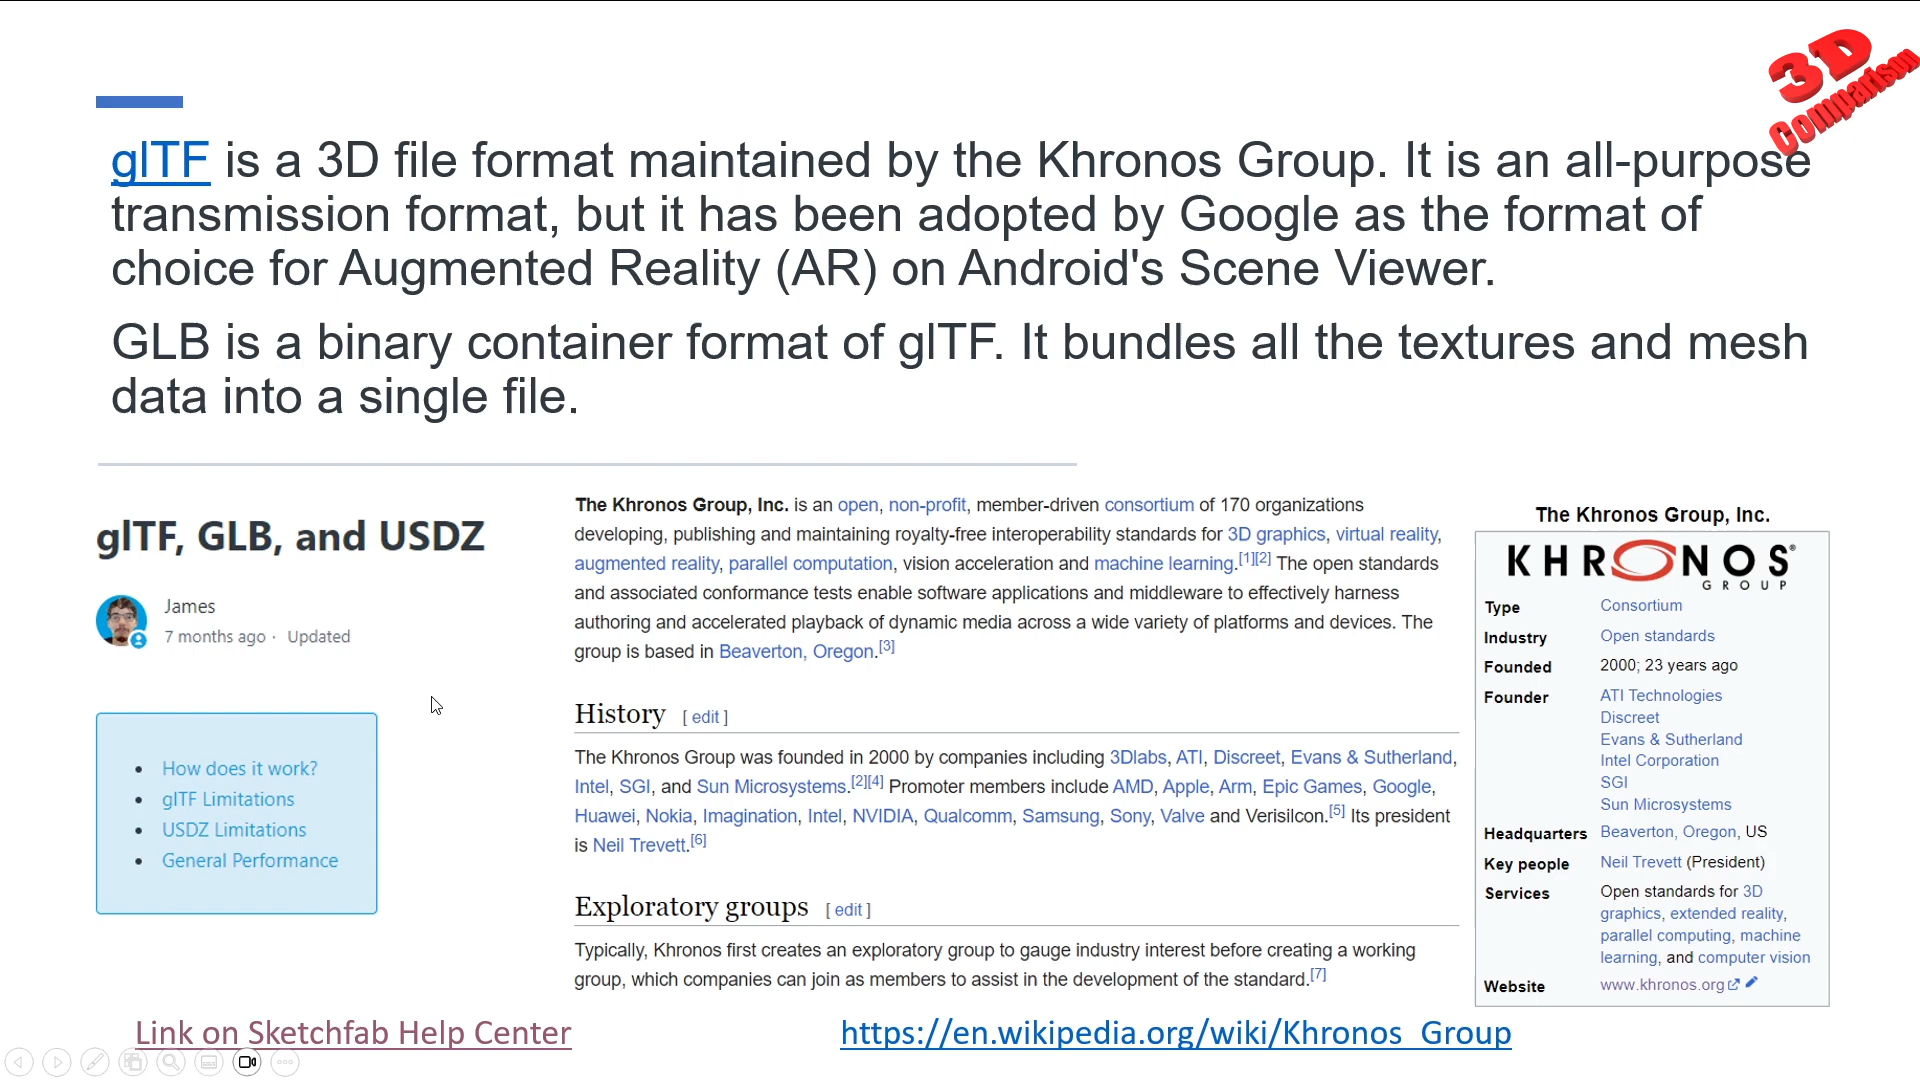 3D
Comparison
glTF is a 3D file format maintained by the Khronos Group. It is an all-purpose
transmission format, but it has been adopted by Google as the format of
choice for Augmented Reality (AR) on Android's Scene Viewer.
GLB is a binary container format of glTF. It bundles all the textures and mesh
data into a single file.
glTF, GLB, and USDZ
James
7 months ago · Updated
• How does it work?
• glTF Limitations
• USDZ Limitations
• General Performance
Link on Sketchfab Help Center
The Khronos Group, Inc. is an open, non-profit, member-driven consortium of 170 organizations
developing, publishing and maintaining royalty-free interoperability standards for 3D graphics, virtual reality,
augmented reality, parallel computation, vision acceleration and machine learning.[1][2] The open standards
and associated conformance tests enable software applications and middleware to effectively harness
authoring and accelerated playback of dynamic media across a wide variety of platforms and devices. The
group is based in Beaverton, Oregon.[3]
History [ edit ]
The Khronos Group was founded in 2000 by companies including 3Dlabs, ATI, Discreet, Evans & Sutherland,
Intel, SGI, and Sun Microsystems.[2][4] Promoter members include AMD, Apple, Arm, Epic Games, Google,
Huawei, Nokia, Imagination, Intel, NVIDIA, Qualcomm, Samsung, Sony, Valve and Verisilcon.[5] Its president
is Neil Trevett.[6]
Exploratory groups [ edit ]
Typically, Khronos first creates an exploratory group to gauge industry interest before creating a working
group, which companies can join as members to assist in the development of the standard.[7]
https://en.wikipedia.org/wiki/Khronos_Group
The Khronos Group, Inc.
KHRONOS®
GROUP
Type Consortium
Industry Open standards
Founded 2000; 23 years ago
Founder ATI Technologies
Discreet
Evans & Sutherland
Intel Corporation
SGI
Sun Microsystems
Headquarters Beaverton, Oregon, US
Key people Neil Trevett (President)
Services Open standards for 3D
graphics, extended reality,
parallel computing, machine
learning, and computer vision
Website www.khronos.org